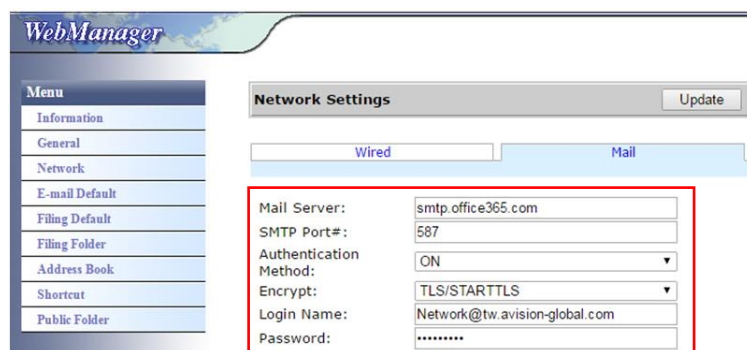 WebManager
Menu
Information
General
Network
E-mail Default
Filing Default
Filing Folder
Address Book
Shortcut
Public Folder
Network Settings
Update
Wired
Mail
Mail Server: smtp.office365.com
SMTP Port#: 587
Authentication
Method: ON
Encrypt: TLS/STARTTLS
Login Name: Network@tw.avision-global.com
Password: •••••••••